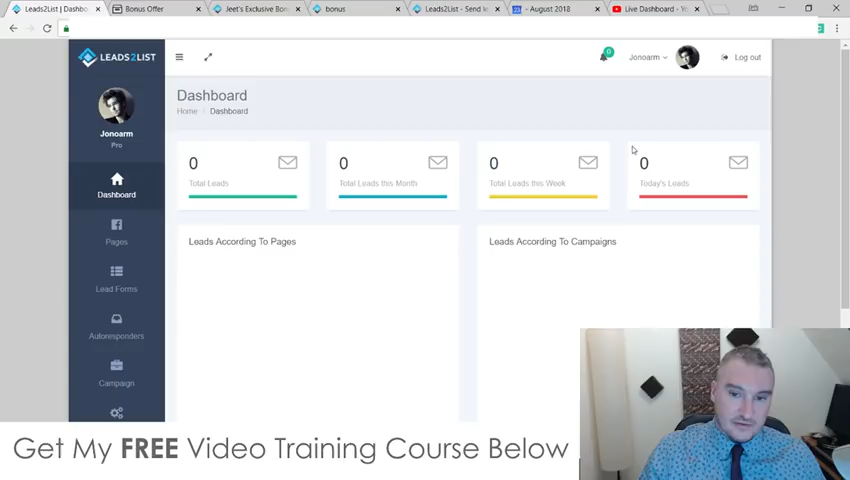 Leads2List | Dashbo
Bonus Offer
Jeet's Exclusive Bon
bonus
Leads2List - Send le
- August 2018
Live Dashboard - Yo
LEADS2LIST
0
Jonoarm
Log out
Jonoarm
Pro
Dashboard
Pages
Lead Forms
Autoresponders
Campaign
Dashboard
Home / Dashboard
0
Total Leads
0
Total Leads this Month
0
Total Leads this Week
0
Today's Leads
Leads According To Pages
Leads According To Campaigns
Get My FREE Video Training Course Below